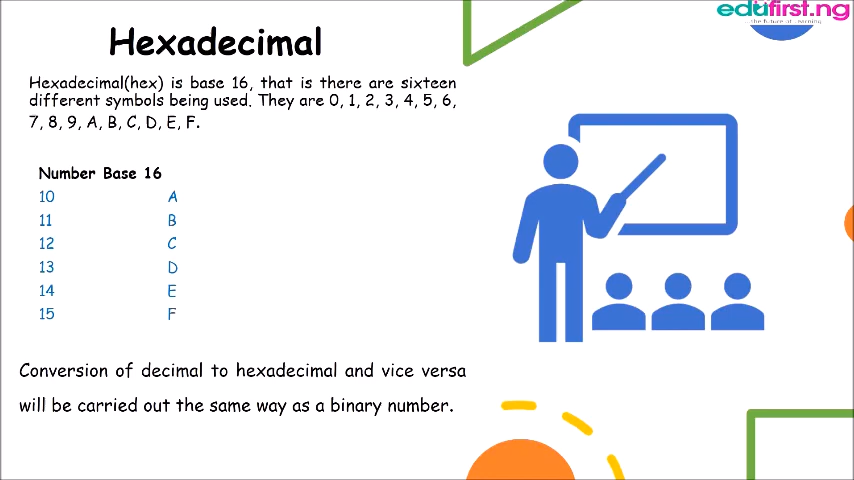 edufirst.ng
...the future of learning
Hexadecimal
Hexadecimal(hex) is base 16, that is there are sixteen
different symbols being used. They are 0, 1, 2, 3, 4, 5, 6,
7, 8, 9, A, B, C, D, E, F.
Number Base 16
10 A
11 B
12 C
13 D
14 E
15 F
Conversion of decimal to hexadecimal and vice versa
will be carried out the same way as a binary number.